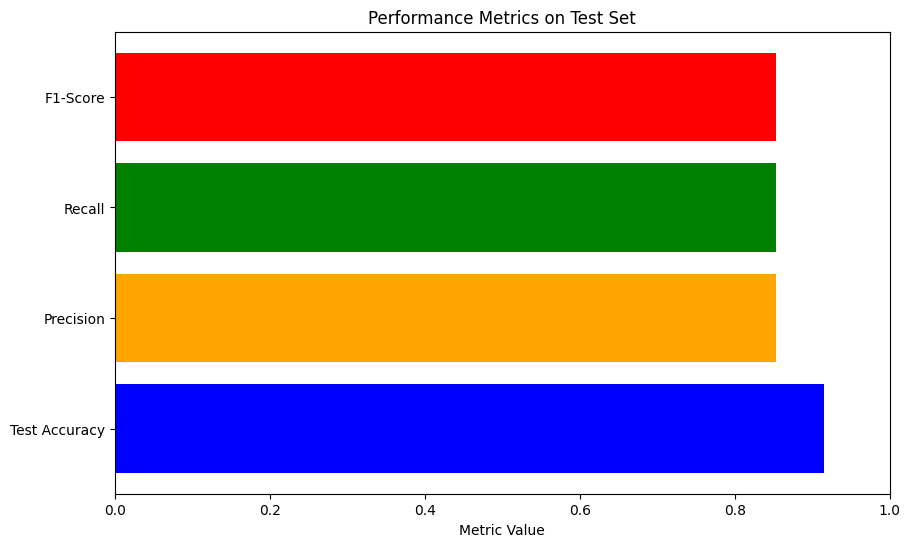 Performance Metrics on Test Set
F1-Score
Recall
Precision
Test Accuracy
0.0 0.2 0.4 0.6 0.8 1.0
Metric Value